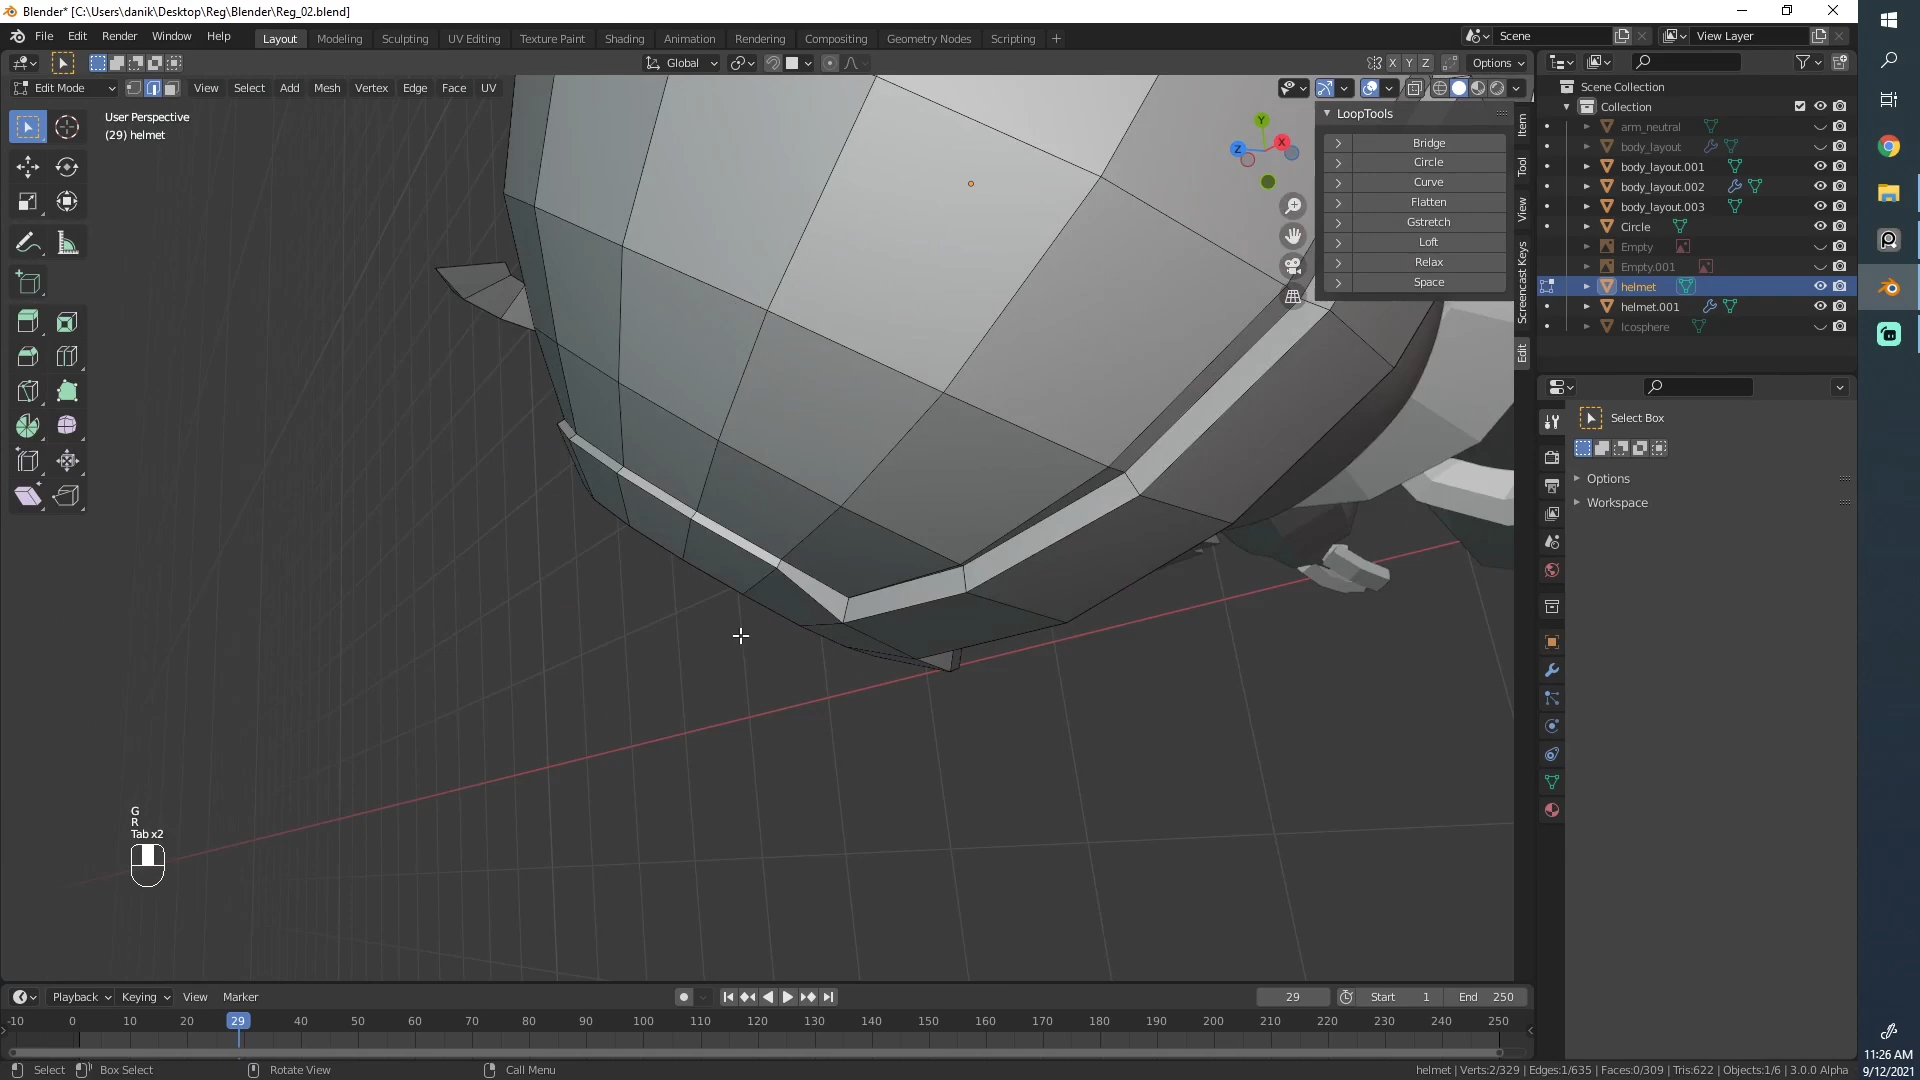 Blender* [C:\Users\danik\Desktop\Reg\Blender\Reg_02.blend]
File Edit Render Window Help
Layout Modeling Sculpting UV Editing Texture Paint Shading Animation Rendering Compositing Geometry Nodes Scripting +
Scene
View Layer
Global
X Y Z
Options
Edit Mode
View Select Add Mesh Vertex Edge Face UV
User Perspective
(29) helmet
LoopTools
Bridge
Circle
Curve
Flatten
Gstretch
Loft
Relax
Space
Item
Tool
View
Screencast Keys
Edit
Y
X
Z
Scene Collection
Collection
arm_neutral
body_layout
body_layout.001
body_layout.002
body_layout.003
Circle
Empty
Empty.001
helmet
helmet.001
Icosphere
Select Box
Options
Workspace
G
R
Tab x2
Playback Keying View Marker
29
Start 1
End 250
-10 0 10 20 29 40 50 60 70 80 90 100 110 120 130 140 150 160 170 180 190 200 210 220 230 240 250
Select Box Select Rotate View Call Menu
helmet | Verts:2/329 | Edges:1/635 | Faces:0/309 | Tris:622 | Objects:1/6 | 3.0.0 Alpha
11:26 AM
9/12/2021